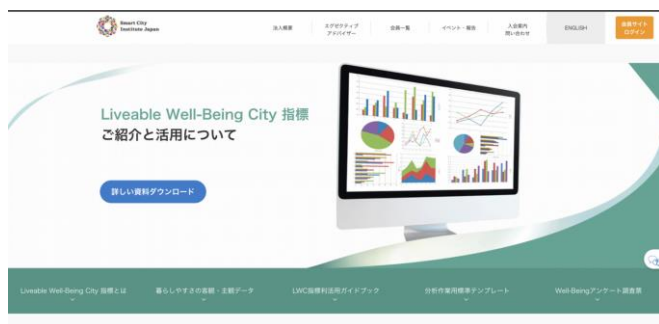 Smart City
Institute Japan
法人概要
エグゼクティブ
アドバイザー
会員一覧
イベント・報告
入会案内
問い合わせ
ENGLISH
会員サイト
ログイン
Liveable Well-Being City 指標
ご紹介と活用について
詳しい資料ダウンロード
Liveable Well-Being City 指標とは
暮らしやすさの客観・主観データ
LWC指標利活用ガイドブック
分析作業用標準テンプレート
Well-Beingアンケート調査票